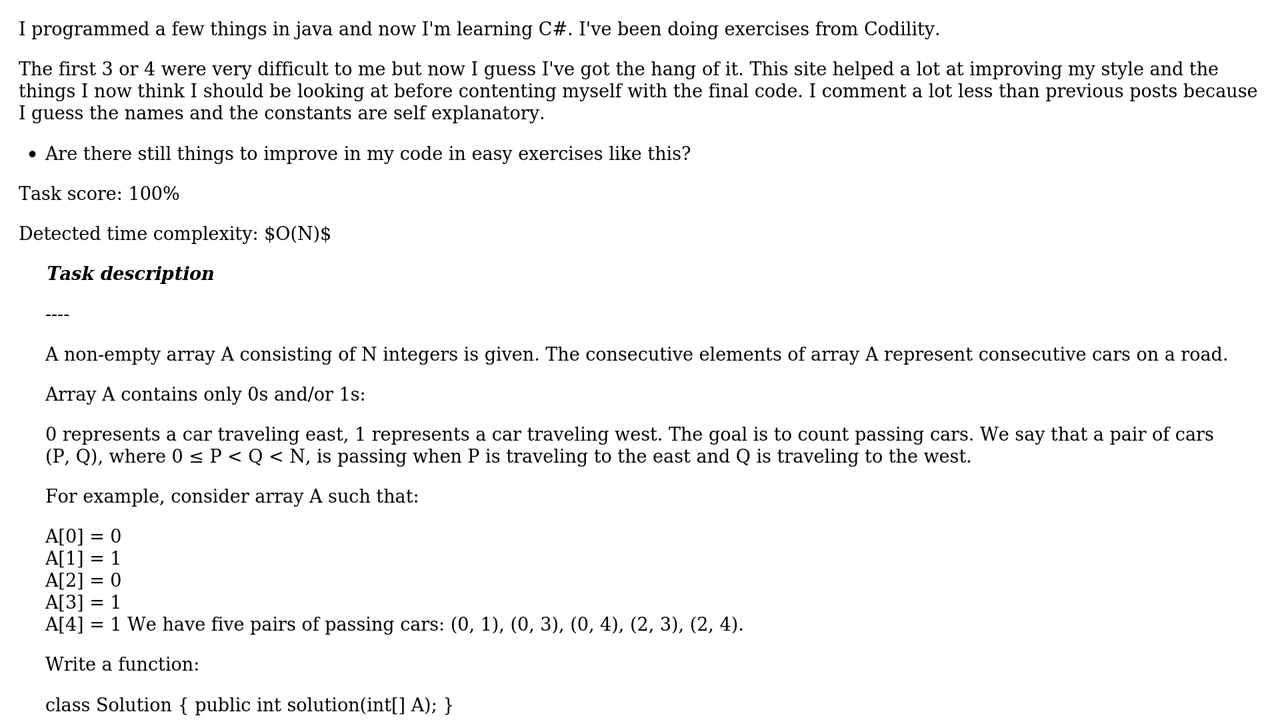 I programmed a few things in java and now I'm learning C#. I've been doing exercises from Codility.
The first 3 or 4 were very difficult to me but now I guess I've got the hang of it. This site helped a lot at improving my style and the
things I now think I should be looking at before contenting myself with the final code. I comment a lot less than previous posts because
I guess the names and the constants are self explanatory.
• Are there still things to improve in my code in easy exercises like this?
Task score: 100%
Detected time complexity: $O(N)$
Task description
----
A non-empty array A consisting of N integers is given. The consecutive elements of array A represent consecutive cars on a road.
Array A contains only 0s and/or 1s:
0 represents a car traveling east, 1 represents a car traveling west. The goal is to count passing cars. We say that a pair of cars
(P, Q), where 0 ≤ P < Q < N, is passing when P is traveling to the east and Q is traveling to the west.
For example, consider array A such that:
A[0] = 0
A[1] = 1
A[2] = 0
A[3] = 1
A[4] = 1 We have five pairs of passing cars: (0, 1), (0, 3), (0, 4), (2, 3), (2, 4).
Write a function:
class Solution { public int solution(int[] A); }